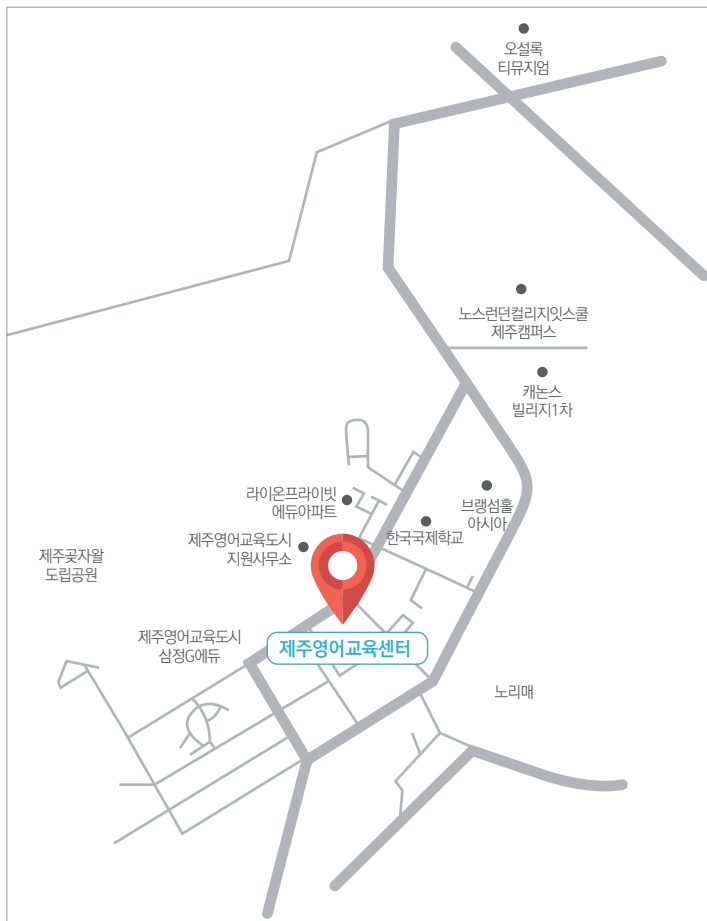 오설록
티뮤지엄
노스런던컬리지잇스쿨
제주캠퍼스
캐논스
빌리지1차
라이온프라이빗
에듀아파트
브랭섬홀
아시아
한국국제학교
제주영어교육도시
지원사무소
제주곶자왈
도립공원
제주영어교육도시
삼정G에듀
제주영어교육센터
노리매